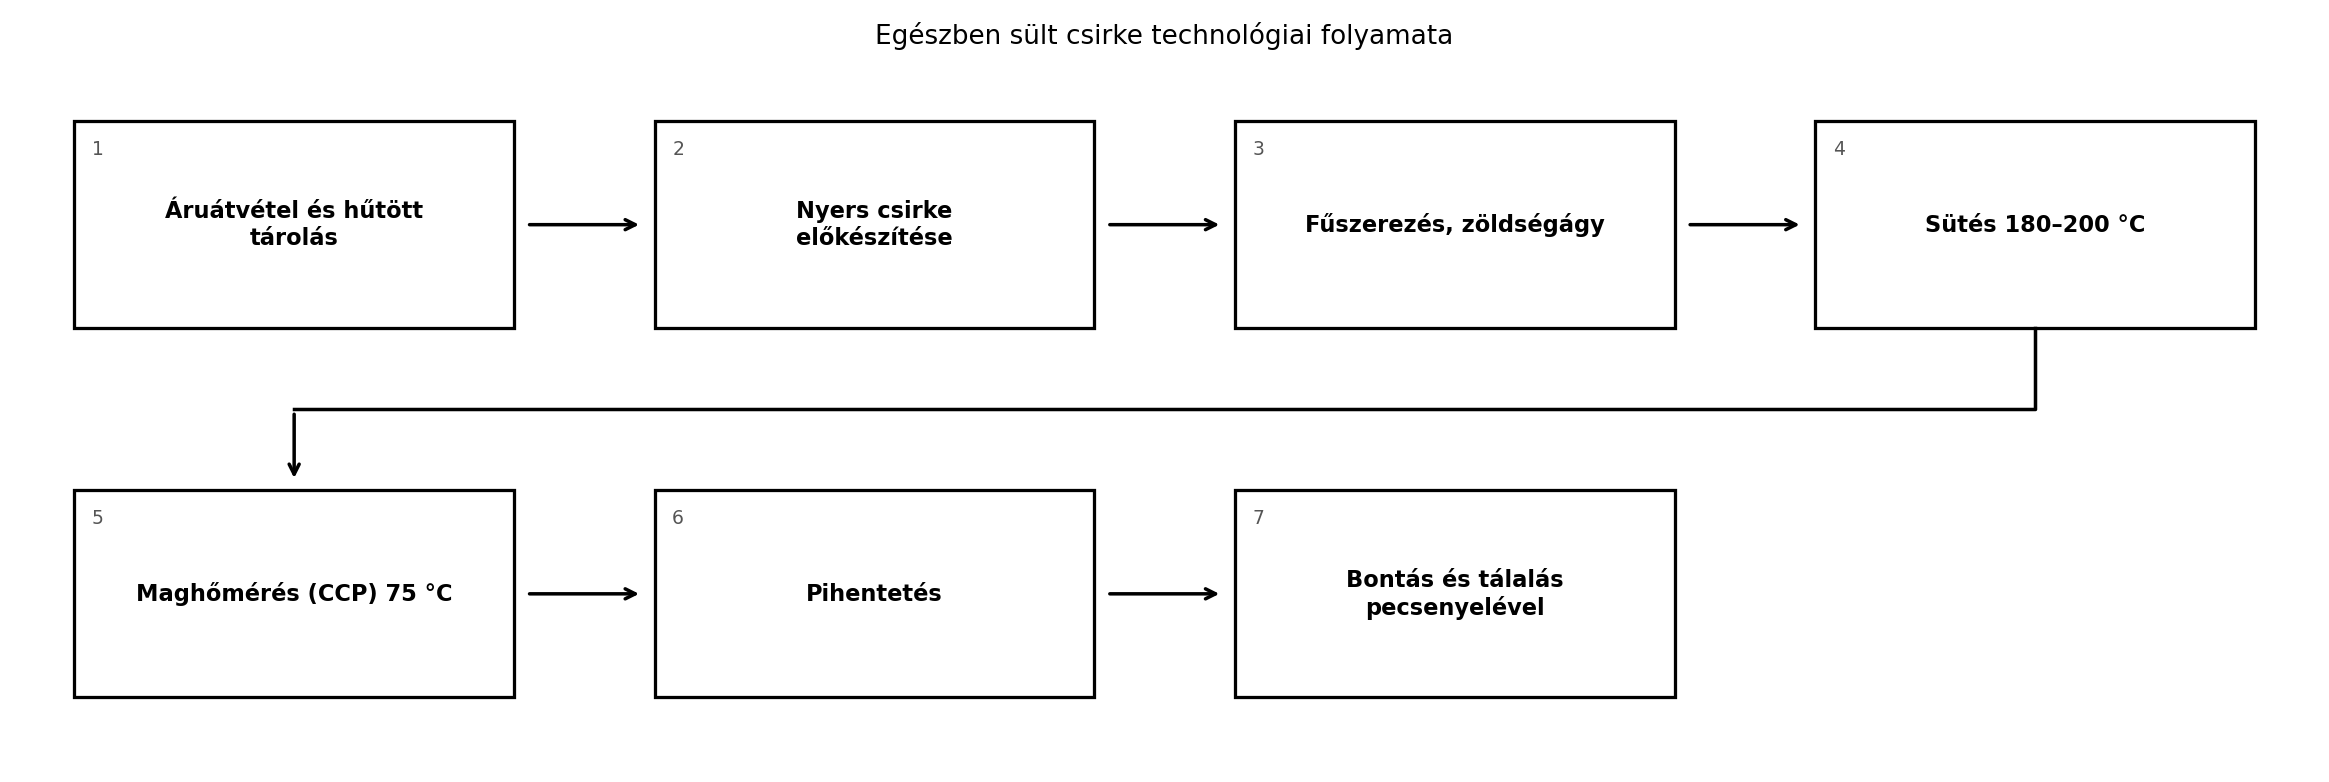 Egészben sült csirke technológiai folyamata
1
Áruátvétel és hűtött
tárolás
2
Nyers csirke
előkészítése
3
Fűszerezés, zöldségágy
4
Sütés 180–200 °C
5
Maghőmérés (CCP) 75 °C
6
Pihentetés
7
Bontás és tálalás
pecsenyelével